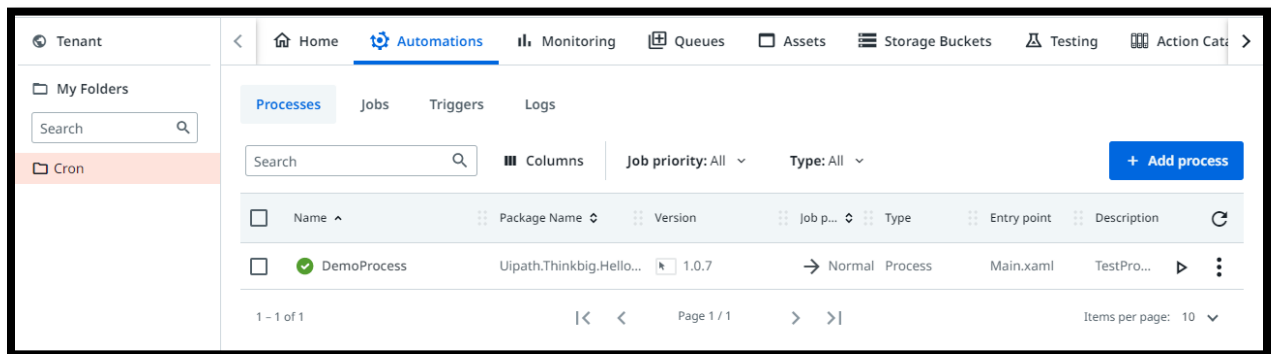 Tenant
My Folders
Search
Cron
Home Automations Monitoring Queues Assets Storage Buckets Testing Action Cata
Processes Jobs Triggers Logs
Search Columns Job priority: All Type: All + Add process
Name Package Name Version Job p... Type Entry point Description
DemoProcess Uipath.Thinkbig.Hello... 1.0.7 Normal Process Main.xaml TestPro...
1 – 1 of 1 Page 1 / 1 Items per page: 10